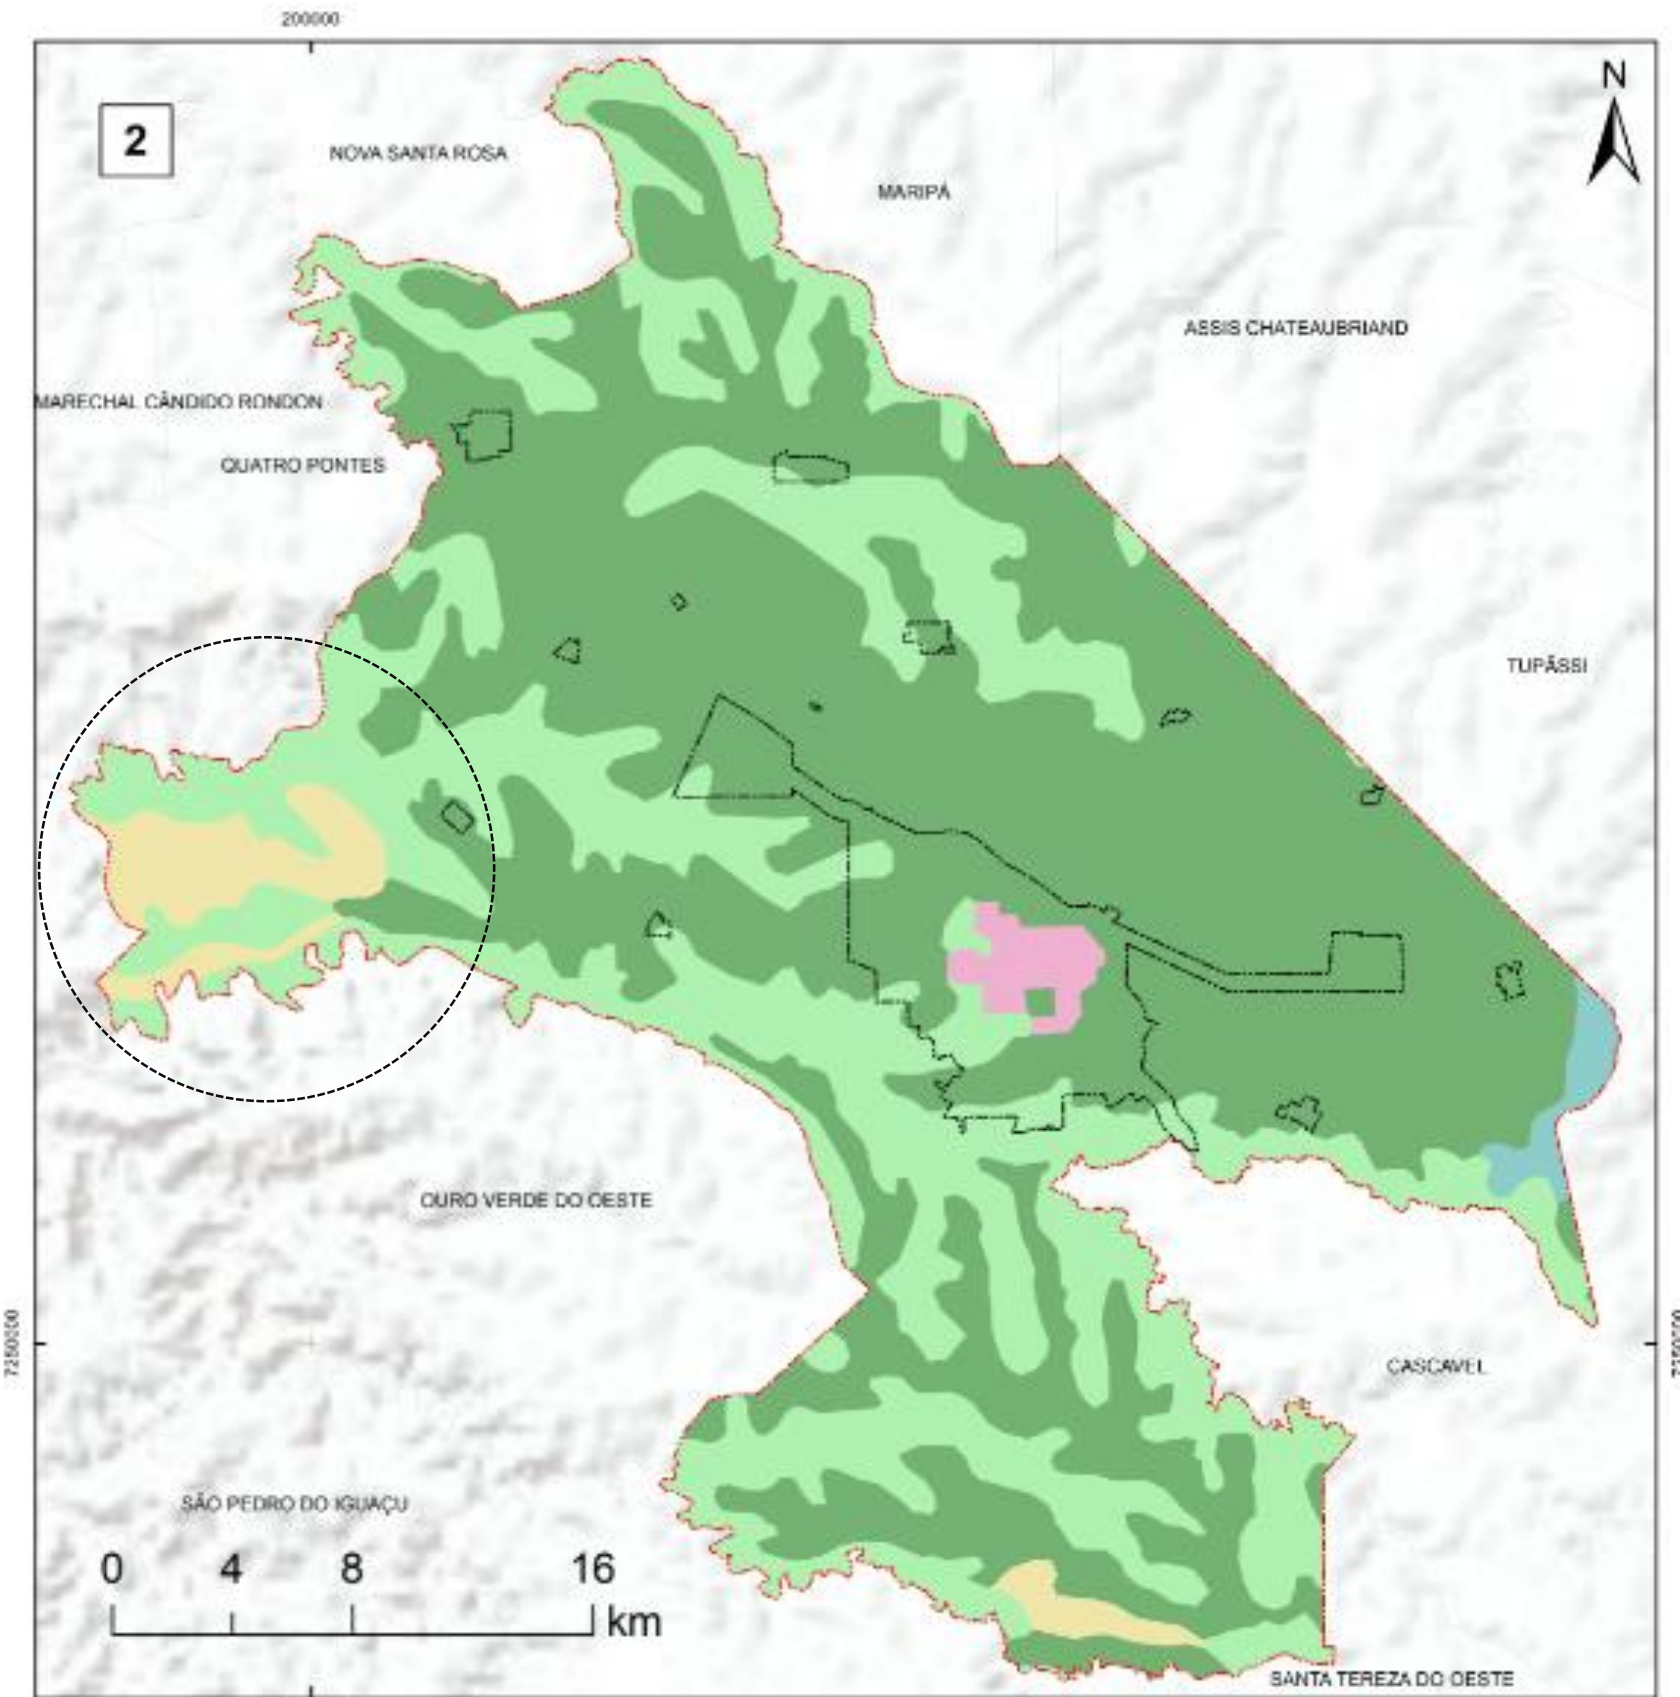 200000
N
2
NOVA SANTA ROSA
MARIPÁ
ASSIS CHATEAUBRIAND
MARECHAL CÂNDIDO RONDON
QUATRO PONTES
TUPÃSSI
OURO VERDE DO OESTE
7250000
CASCAVEL
SÃO PEDRO DO IGUAÇU
0 4 8 16
km
SANTA TEREZA DO OESTE